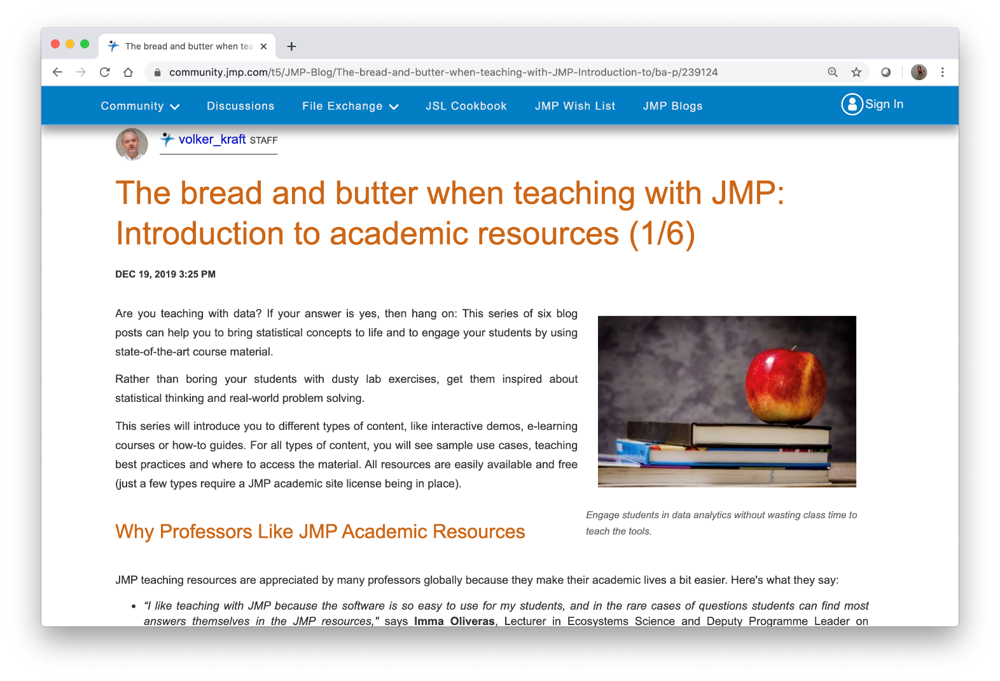 The bread and butter when tea
community.jmp.com/t5/JMP-Blog/The-bread-and-butter-when-teaching-with-JMP-Introduction-to/ba-p/239124
Community Discussions File Exchange JSL Cookbook JMP Wish List JMP Blogs Sign In
volker_kraft STAFF
The bread and butter when teaching with JMP:
Introduction to academic resources (1/6)
DEC 19, 2019 3:25 PM
Are you teaching with data? If your answer is yes, then hang on: This series of six blog
posts can help you to bring statistical concepts to life and to engage your students by using
state-of-the-art course material.
Rather than boring your students with dusty lab exercises, get them inspired about
statistical thinking and real-world problem solving.
This series will introduce you to different types of content, like interactive demos, e-learning
courses or how-to guides. For all types of content, you will see sample use cases, teaching
best practices and where to access the material. All resources are easily available and free
(just a few types require a JMP academic site license being in place).
Engage students in data analytics without wasting class time to
teach the tools.
Why Professors Like JMP Academic Resources
JMP teaching resources are appreciated by many professors globally because they make their academic lives a bit easier. Here's what they say:
• “I like teaching with JMP because the software is so easy to use for my students, and in the rare cases of questions students can find most
answers themselves in the JMP resources," says Imma Oliveras, Lecturer in Ecosystems Science and Deputy Programme Leader on